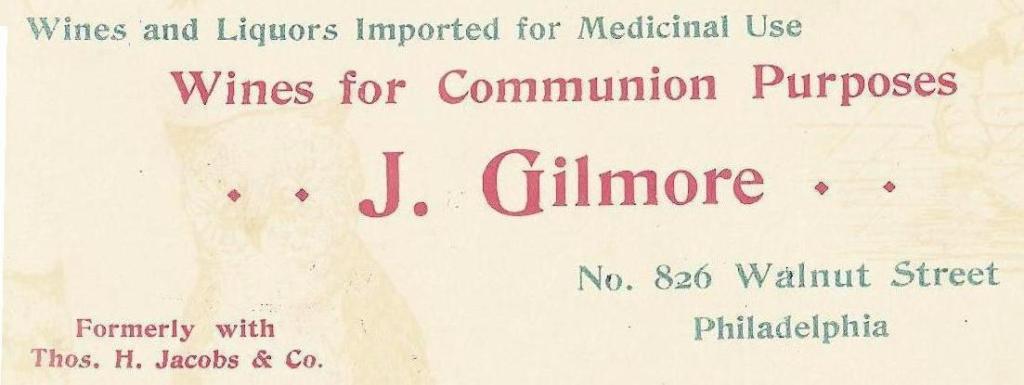 Wines and Liquors Imported for Medicinal Use
Wines for Communion Purposes
J. Gilmore
No. 826 Walnut Street
Philadelphia
Formerly with
Thos. H. Jacobs & Co.